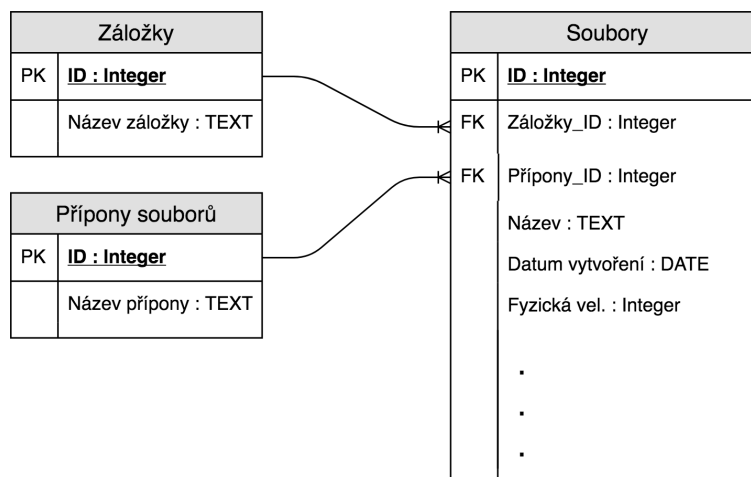 Záložky
PK ID : Integer
Název záložky : TEXT
Přípony souborů
PK ID : Integer
Název přípony : TEXT
Soubory
PK ID : Integer
FK Záložky_ID : Integer
FK Přípony_ID : Integer
Název : TEXT
Datum vytvoření : DATE
Fyzická vel. : Integer
.
.
.